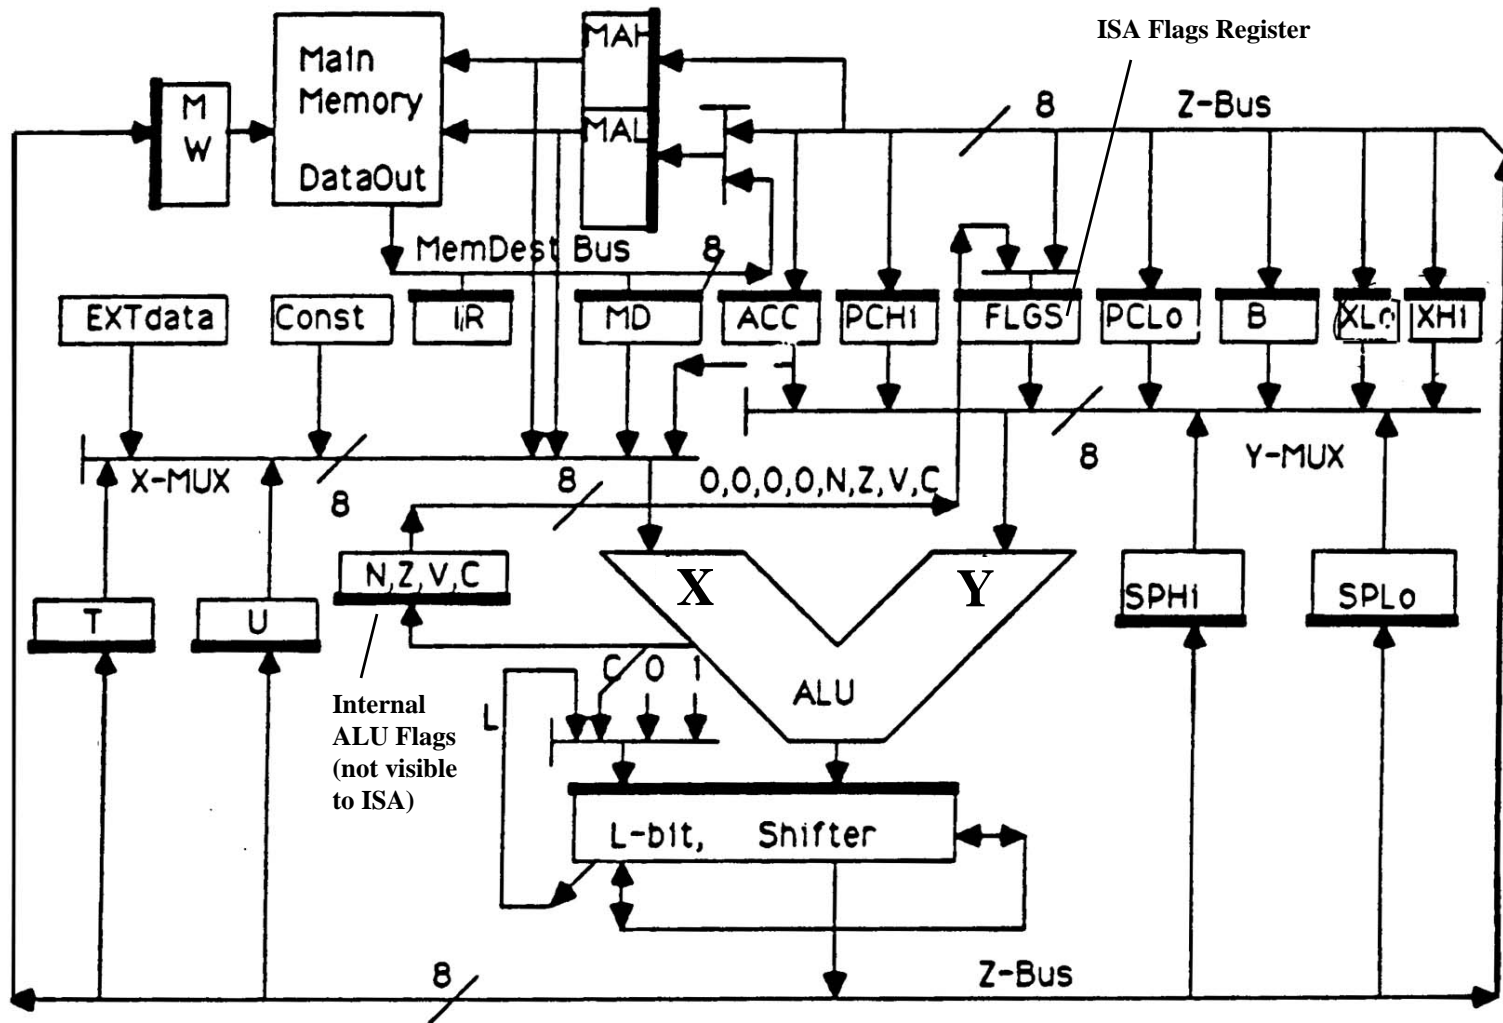 ISA Flags Register
MAH
Main
Memory
DataOut
M
W
MAL
8
Z-Bus
MemDest Bus
8
EXTdata
Const
IR
MD
ACC
PCHi
FLGS
PCLo
B
XLo
XHi
X-MUX
8
8
0,0,0,0,N,Z,V,C
8
Y-MUX
N,Z,V,C
X
Y
SPHi
SPLo
T
U
C 0 1
ALU
L
Internal
ALU Flags
(not visible
to ISA)
L-bit, Shifter
8
Z-Bus